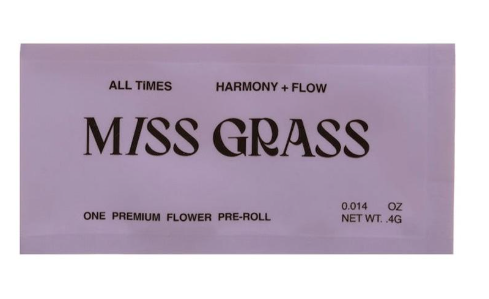 ALL TIMES HARMONY + FLOW
MISS GRASS
ONE PREMIUM FLOWER PRE-ROLL
0.014 OZ
NET WT. .4G